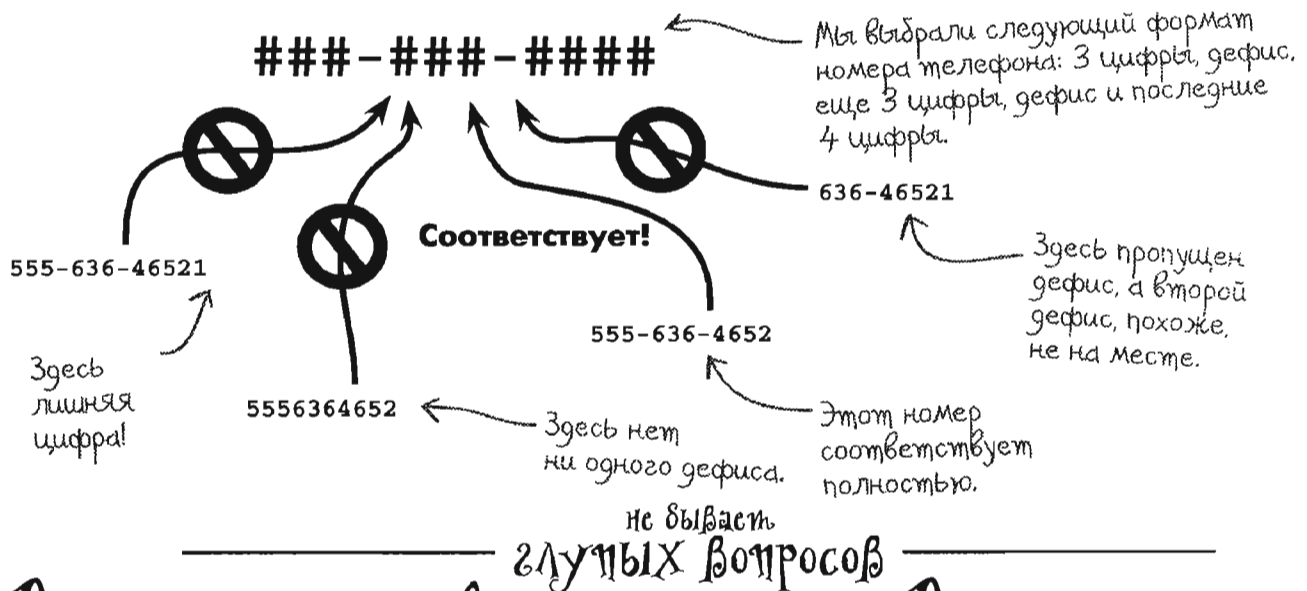 ###-###-####
Мы выбрали следующий формат
номера телефона: 3 цифры, дефис,
еще 3 цифры, дефис и последние
4 цифры.
636-46521
Соответствует!
555-636-46521
Здесь пропущен
дефис, а второй
дефис, похоже,
не на месте.
555-636-4652
Здесь
лишняя
цифра!
5556364652
Здесь нет
ни одного дефиса.
Этот номер
соответствует
полностью.
не бывает
глупых вопросов